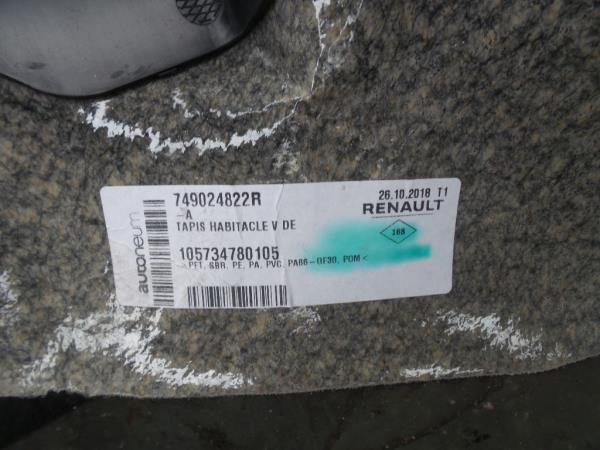 749024822R
-A
TAPIS HABITACLE V DE
26.10.2018 T1
RENAULT
168
105734780105
>PET, SBR, PE, PA, PVC, PA66-GF30, POM<
autoneum